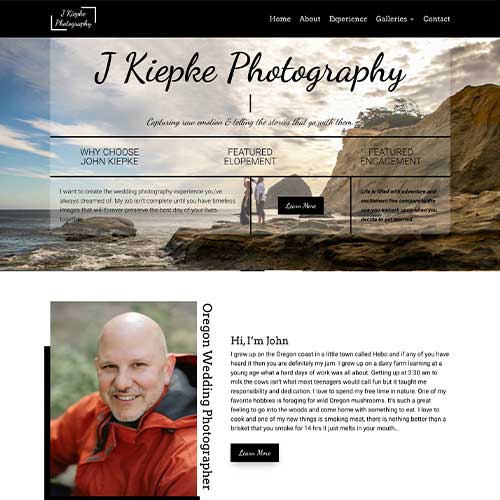 J Kiepke
Photography
Home About Experience Galleries Contact
J Kiepke Photography
Capturing raw emotion & telling the stories that go with them
WHY CHOOSE
JOHN KIEPKE
FEATURED
ELOPEMENT
FEATURED
ENGAGEMENT
I want to create the wedding photography experience you've
always dreamed of. My job isn't complete until you have timeless
images that will forever preserve the best day of your lives
together.
Learn More
Life is filled with adventure and
excitement few compare to the
one you embark on when you
decide to get married
Oregon Wedding Photographer
Hi, I'm John
I grew up on the Oregon coast in a little town called Hebo and if any of you have
heard it then you are definitely my jam. I grew up on a dairy farm learning at a
young age what a hard days of work was all about. Getting up at 3:30 am to
milk the cows isn't what most teenagers would call fun but it taught me
responsibility and dedication. I love to spend my free time in nature. One of my
favorite hobbies is foraging for wild Oregon mushrooms. It's such a great
feeling to go into the woods and come home with something to eat. I love to
cook and one of my new things is smoking meat, there is nothing better than a
brisket that you smoke for 14 hrs it just melts in your mouth...
Learn More